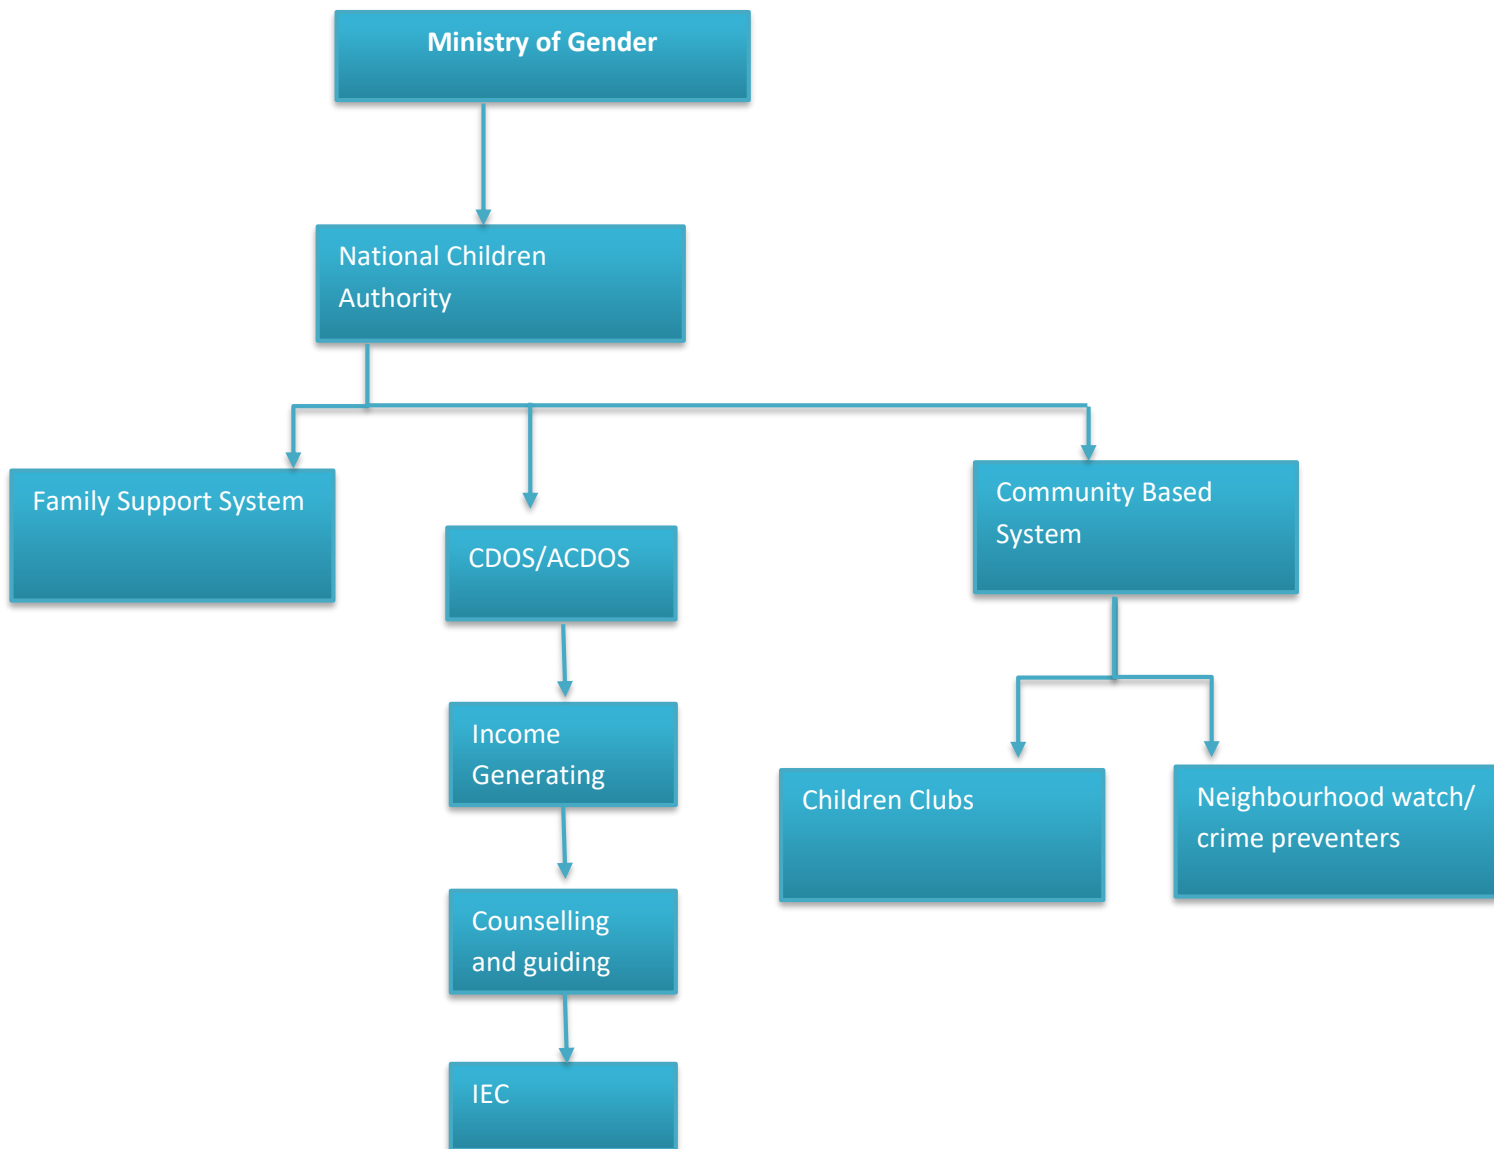 Ministry of Gender
National Children
Authority
Family Support System
CDOS/ACDOS
Community Based
System
Income
Generating
Children Clubs
Neighbourhood watch/
crime preventers
Counselling
and guiding
IEC